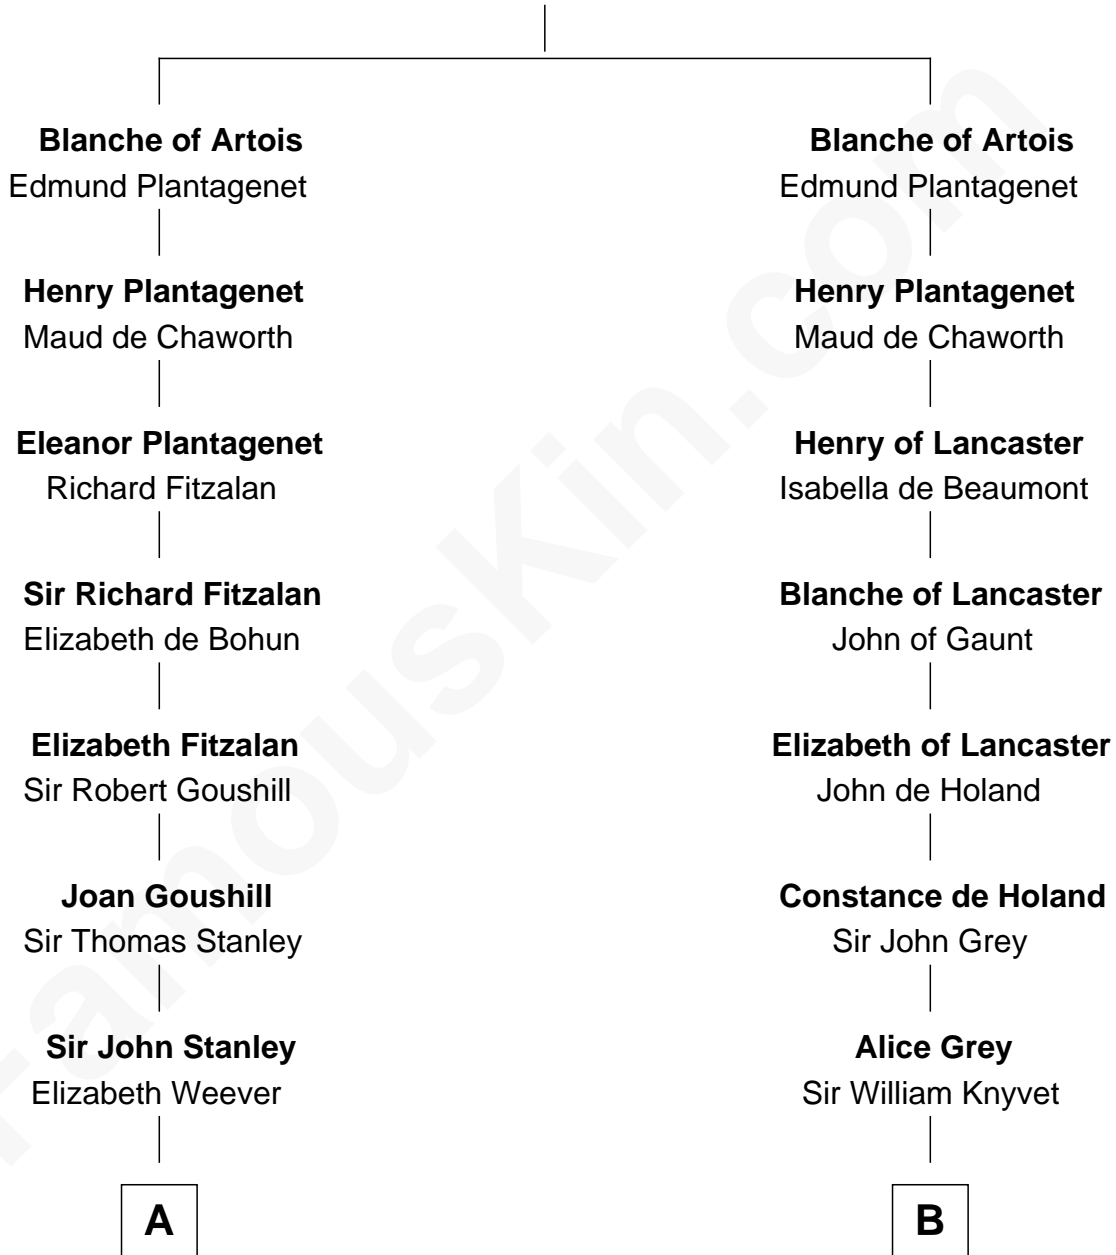 Blanche of Artois
Edmund Plantagenet
Henry Plantagenet
Maud de Chaworth
Eleanor Plantagenet
Richard Fitzalan
Sir Richard Fitzalan
Elizabeth de Bohun
Elizabeth Fitzalan
Sir Robert Goushill
Joan Goushill
Sir Thomas Stanley
Sir John Stanley
Elizabeth Weever
A
Blanche of Artois
Edmund Plantagenet
Henry Plantagenet
Maud de Chaworth
Henry of Lancaster
Isabella de Beaumont
Blanche of Lancaster
John of Gaunt
Elizabeth of Lancaster
John de Holand
Constance de Holand
Sir John Grey
Alice Grey
Sir William Knyvet
B
FamousKin.com